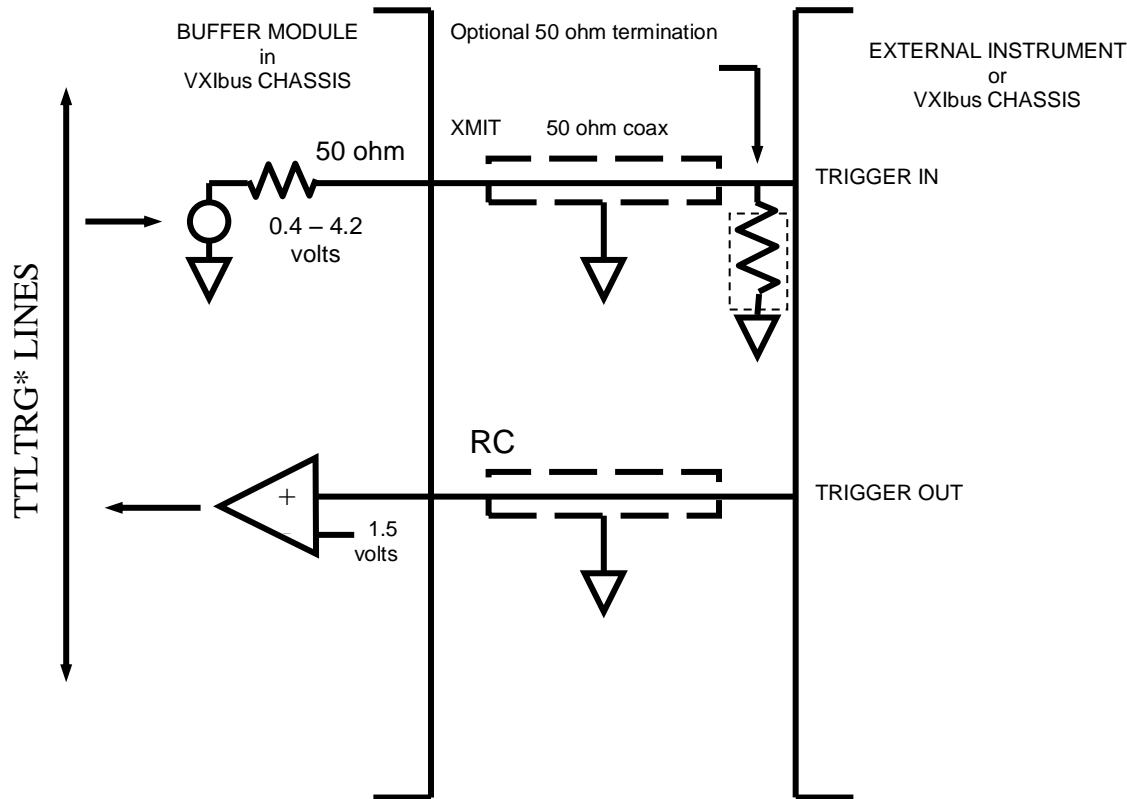 BUFFER MODULE
in
VXIbus CHASSIS
Optional 50 ohm termination
EXTERNAL INSTRUMENT
or
VXIbus CHASSIS
XMIT
50 ohm coax
50 ohm
TRIGGER IN
0.4 – 4.2
volts
TTLTRG* LINES
RC
TRIGGER OUT
+
–
1.5
volts